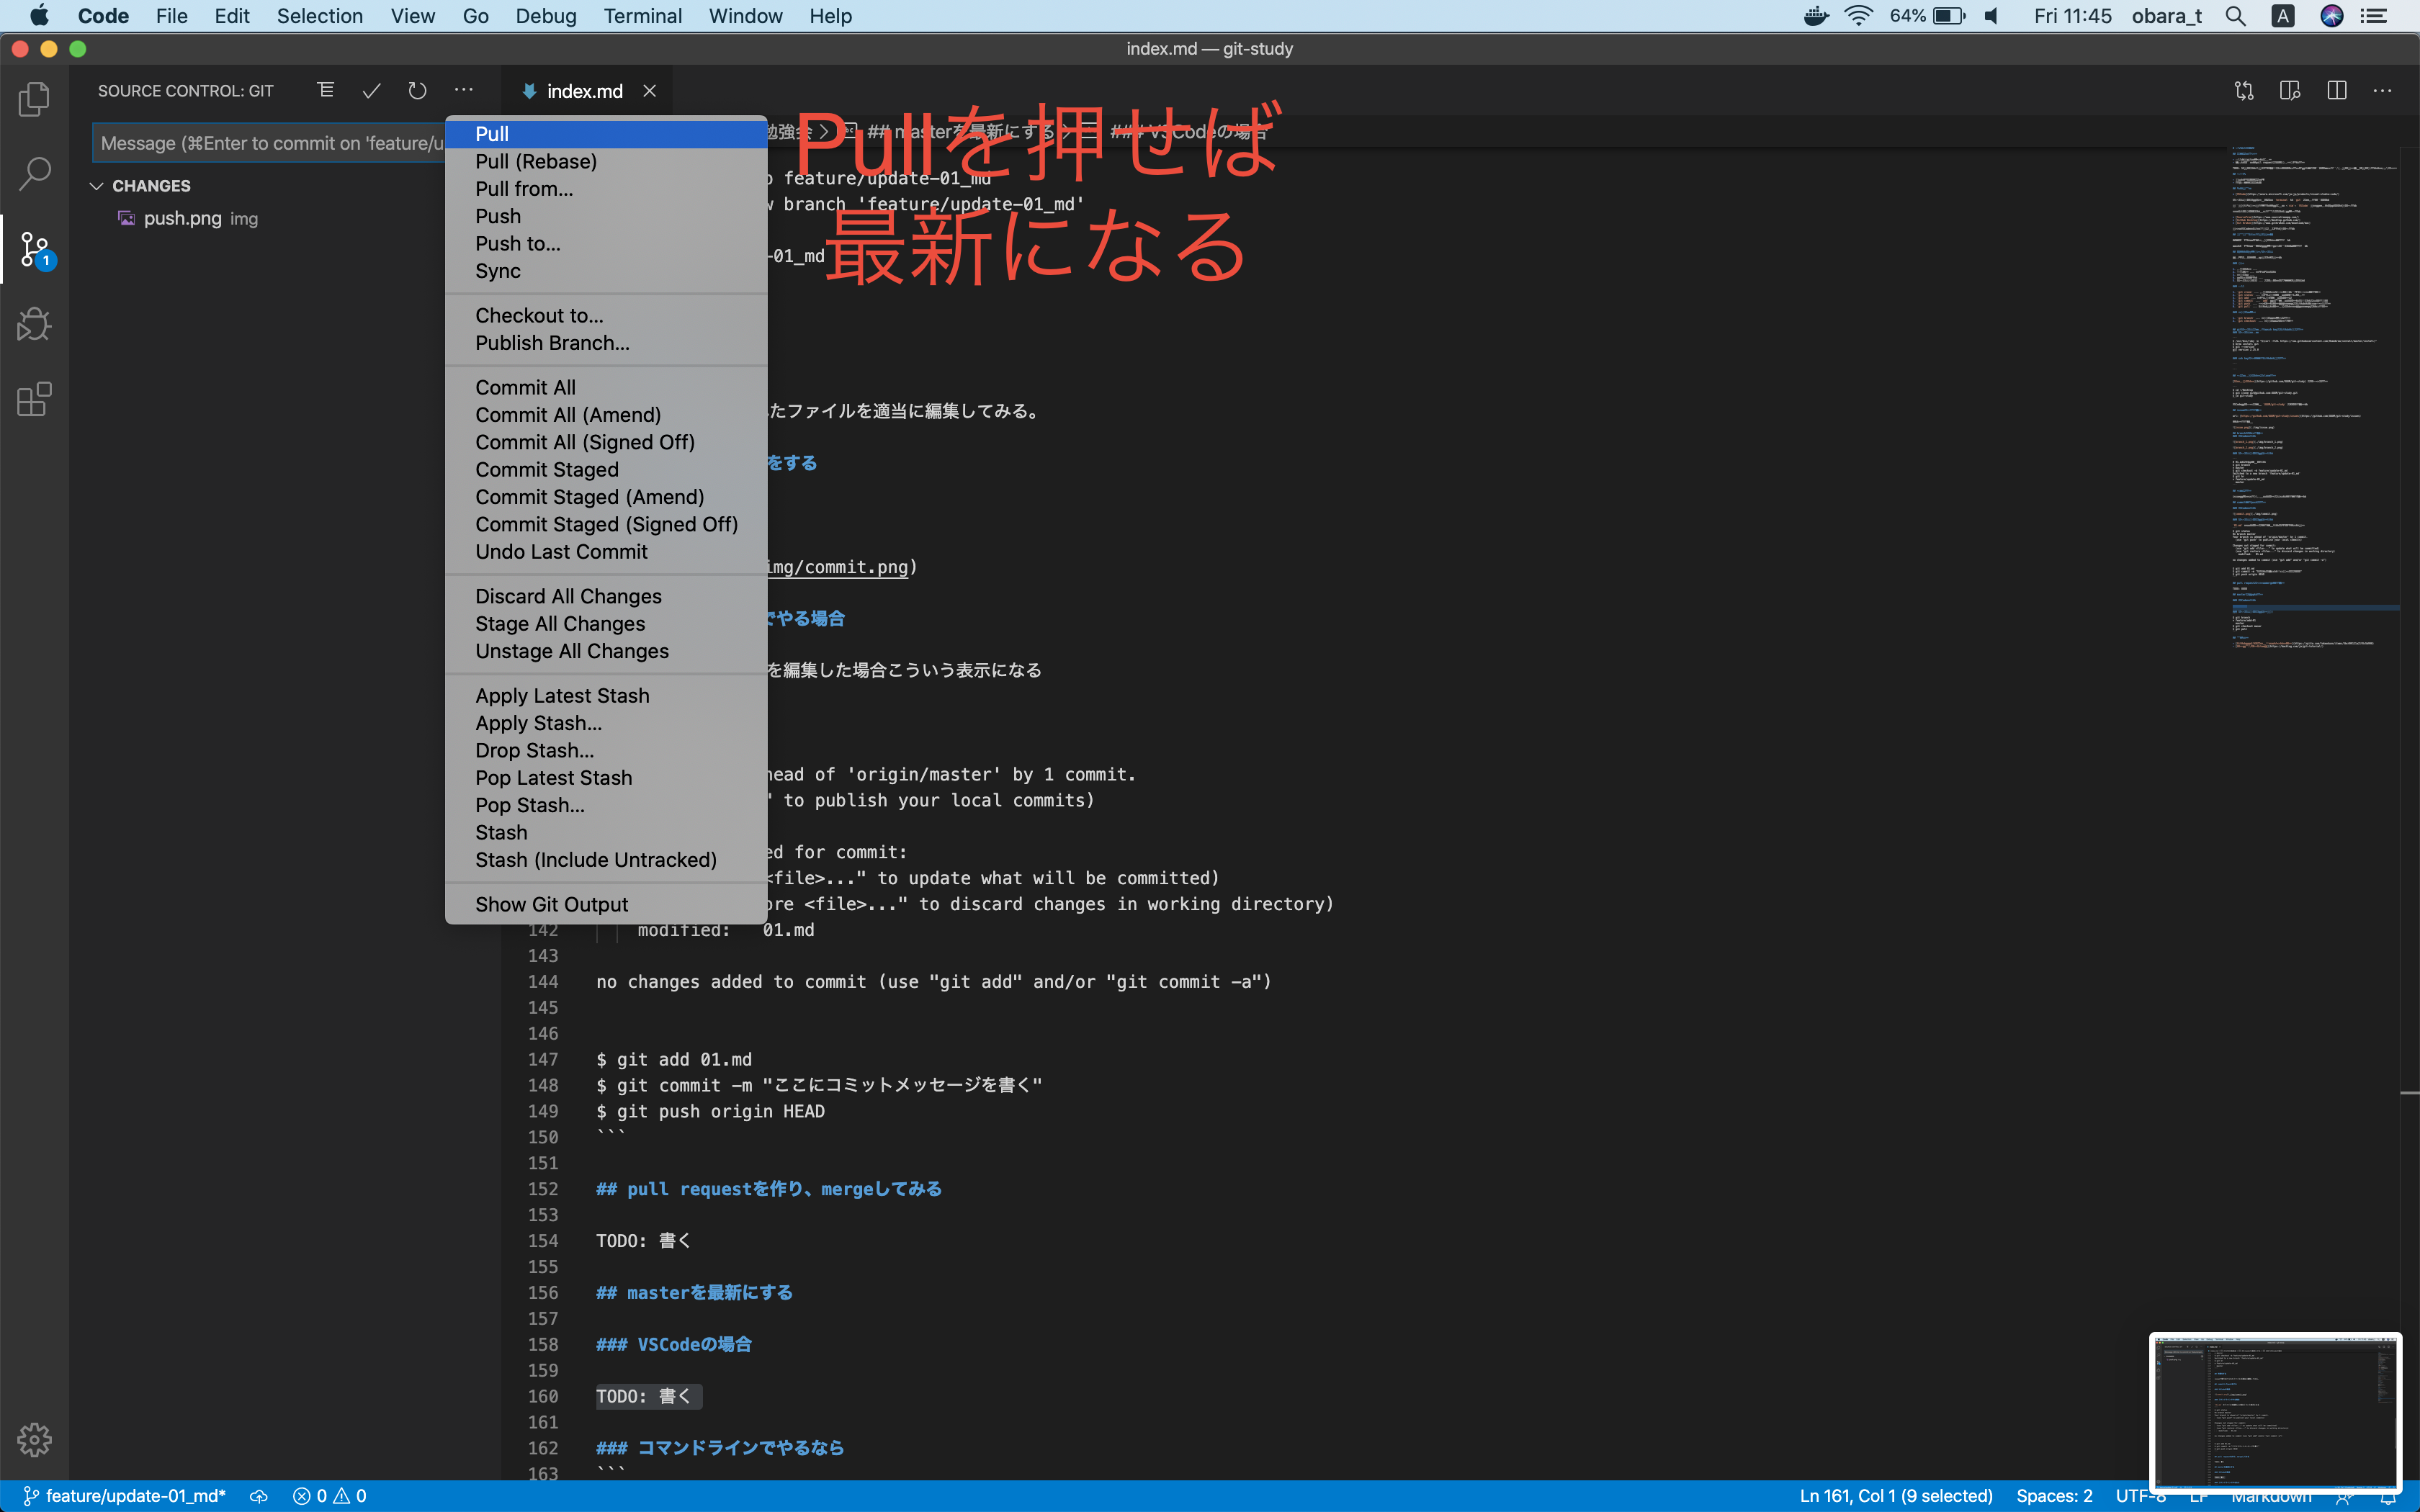 Code File Edit Selection View Go Debug Terminal Window Help 64% Fri 11:45 obara_t A
index.md — git-study
SOURCE CONTROL: GIT
index.md
Message (⌘Enter to commit on 'feature/u
CHANGES
push.png img
1
Pull
Pull (Rebase)
Pull from...
Push
Push to...
Sync
Checkout to...
Publish Branch...
Commit All
Commit All (Amend)
Commit All (Signed Off)
Commit Staged
Commit Staged (Amend)
Commit Staged (Signed Off)
Undo Last Commit
Discard All Changes
Stage All Changes
Unstage All Changes
Apply Latest Stash
Apply Stash...
Drop Stash...
Pop Latest Stash
Pop Stash...
Stash
Stash (Include Untracked)
Show Git Output
Pullを押せば
最新になる
勉強会 > ## masterを最新にする > ### VSCodeの場合
feature/update-01_md
branch 'feature/update-01_md'
-01_md
たファイルを適当に編集してみる。
をする
img/commit.png)
でやる場合
を編集した場合こういう表示になる
head of 'origin/master' by 1 commit.
" to publish your local commits)
ed for commit:
<file>..." to update what will be committed)
ore <file>..." to discard changes in working directory)
142 modified: 01.md
143
144 no changes added to commit (use "git add" and/or "git commit -a")
145
146
147 $ git add 01.md
148 $ git commit -m "ここにコミットメッセージを書く"
149 $ git push origin HEAD
150 ```
151
152 ## pull requestを作り、mergeしてみる
153
154 TODO: 書く
155
156 ## masterを最新にする
157
158 ### VSCodeの場合
159
160 TODO: 書く
161
162 ### コマンドラインでやるなら
163 ```
feature/update-01_md* 0 0 Ln 161, Col 1 (9 selected) Spaces: 2 UTF-8 LF Markdown